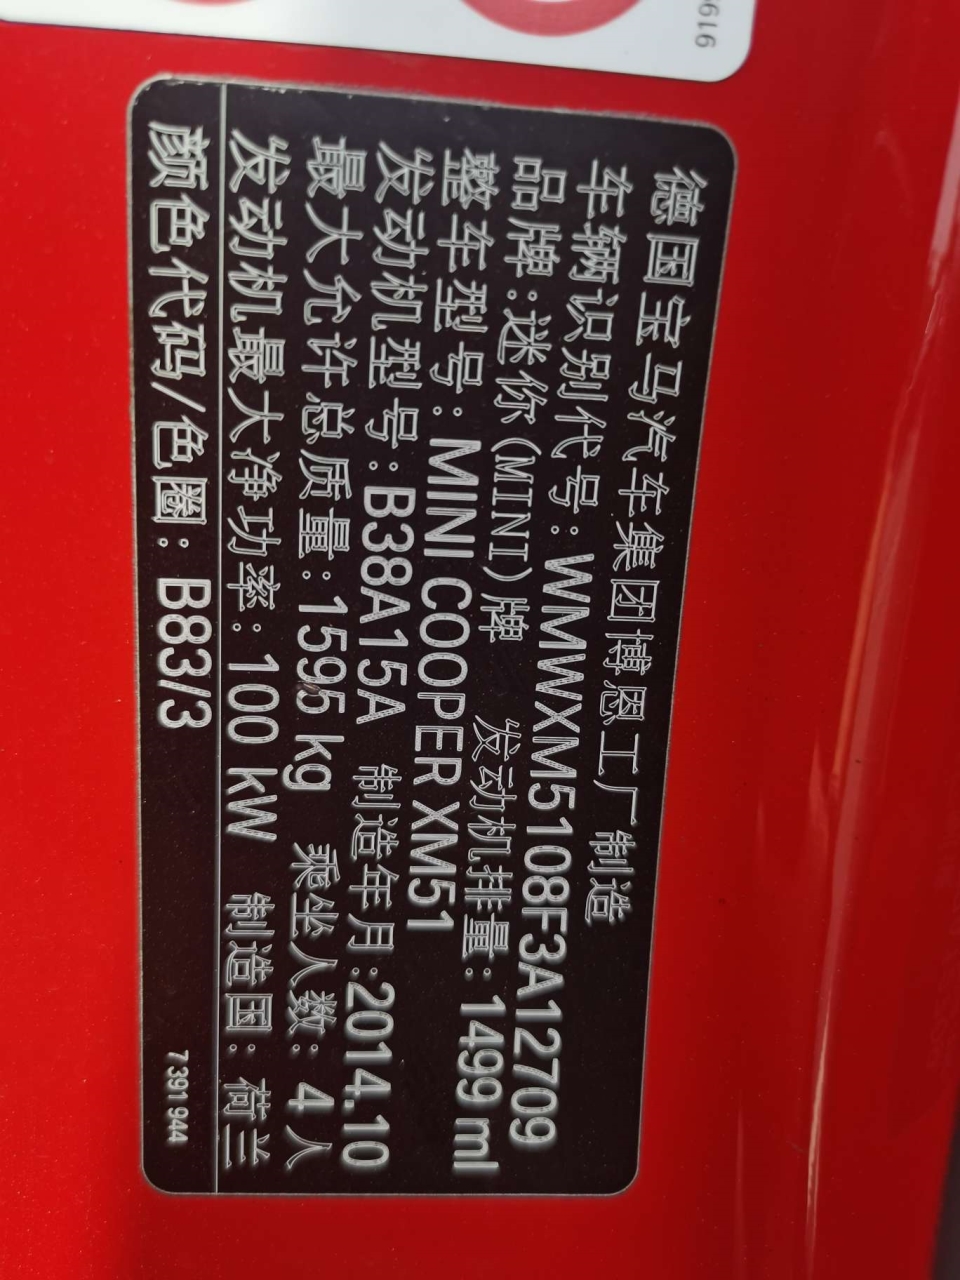 德国宝马汽车集团博恩工厂制造
车辆识别代号：WMWXM5108F3A12709
品牌：迷你(MINI)牌 发动机排量：1499 ml
整车型号：MINI COOPER XM51
发动机型号：B38A15A 制造年月：2014.10
最大允许总质量：1595 kg 乘坐人数：4 人
发动机最大净功率：100 kW 制造国：荷兰
颜色代码/色圈：B83/3
7 391 944